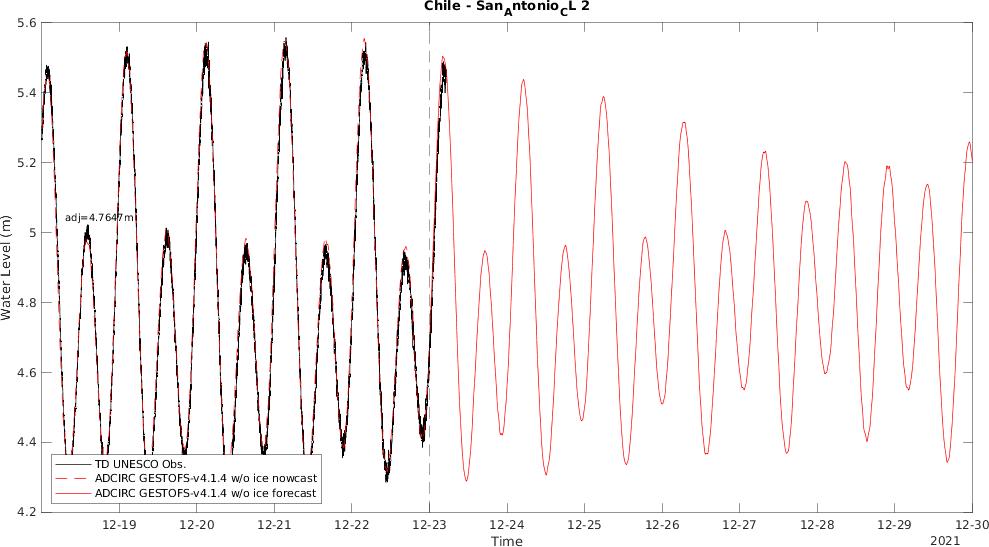 Chile - San_Antonio_CL 2
5.6
5.4
5.2
5
4.8
4.6
4.4
4.2
Water Level (m)
adj=4.7647m
TD UNESCO Obs.
ADCIRC GESTOFS-v4.1.4 w/o ice nowcast
ADCIRC GESTOFS-v4.1.4 w/o ice forecast
12-19 12-20 12-21 12-22 12-23 12-24 12-25 12-26 12-27 12-28 12-29 12-30
Time
2021